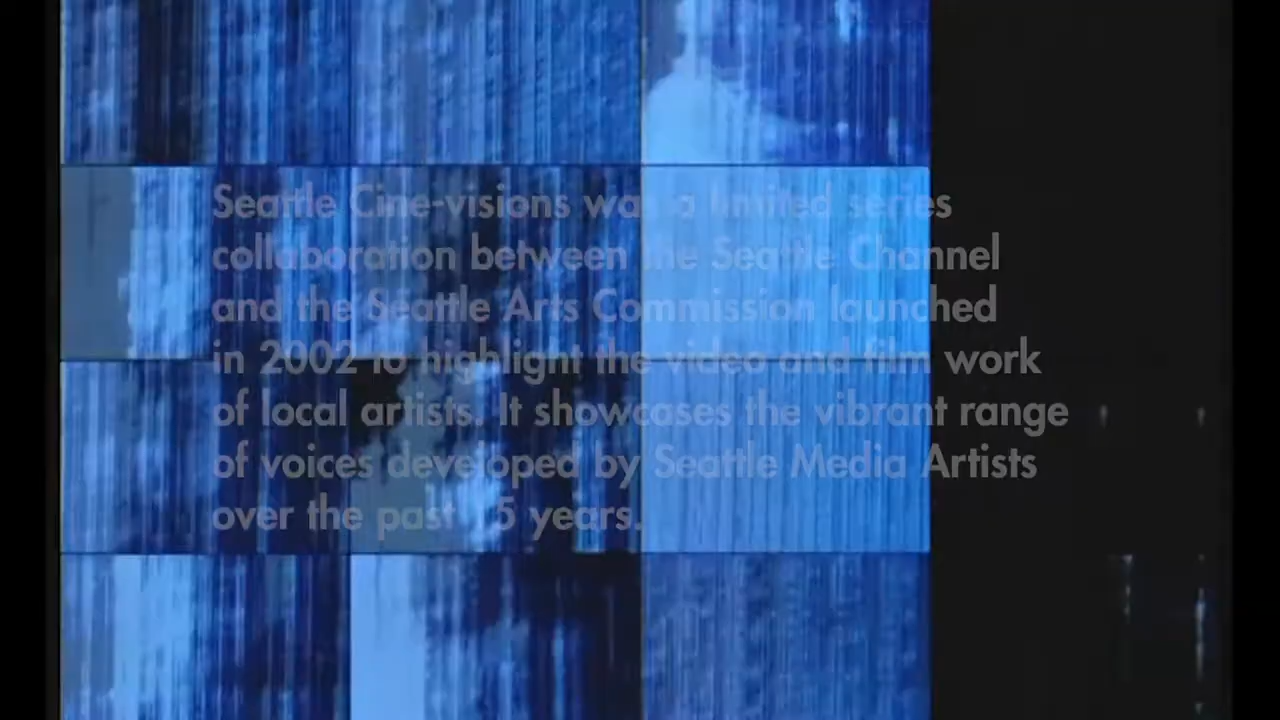 Seattle Cine-visions was a limited series
collaboration between the Seattle Channel
and the Seattle Arts Commission launched
in 2002 to highlight the video and film work
of local artists. It showcases the vibrant range
of voices developed by Seattle Media Artists
over the past 15 years.